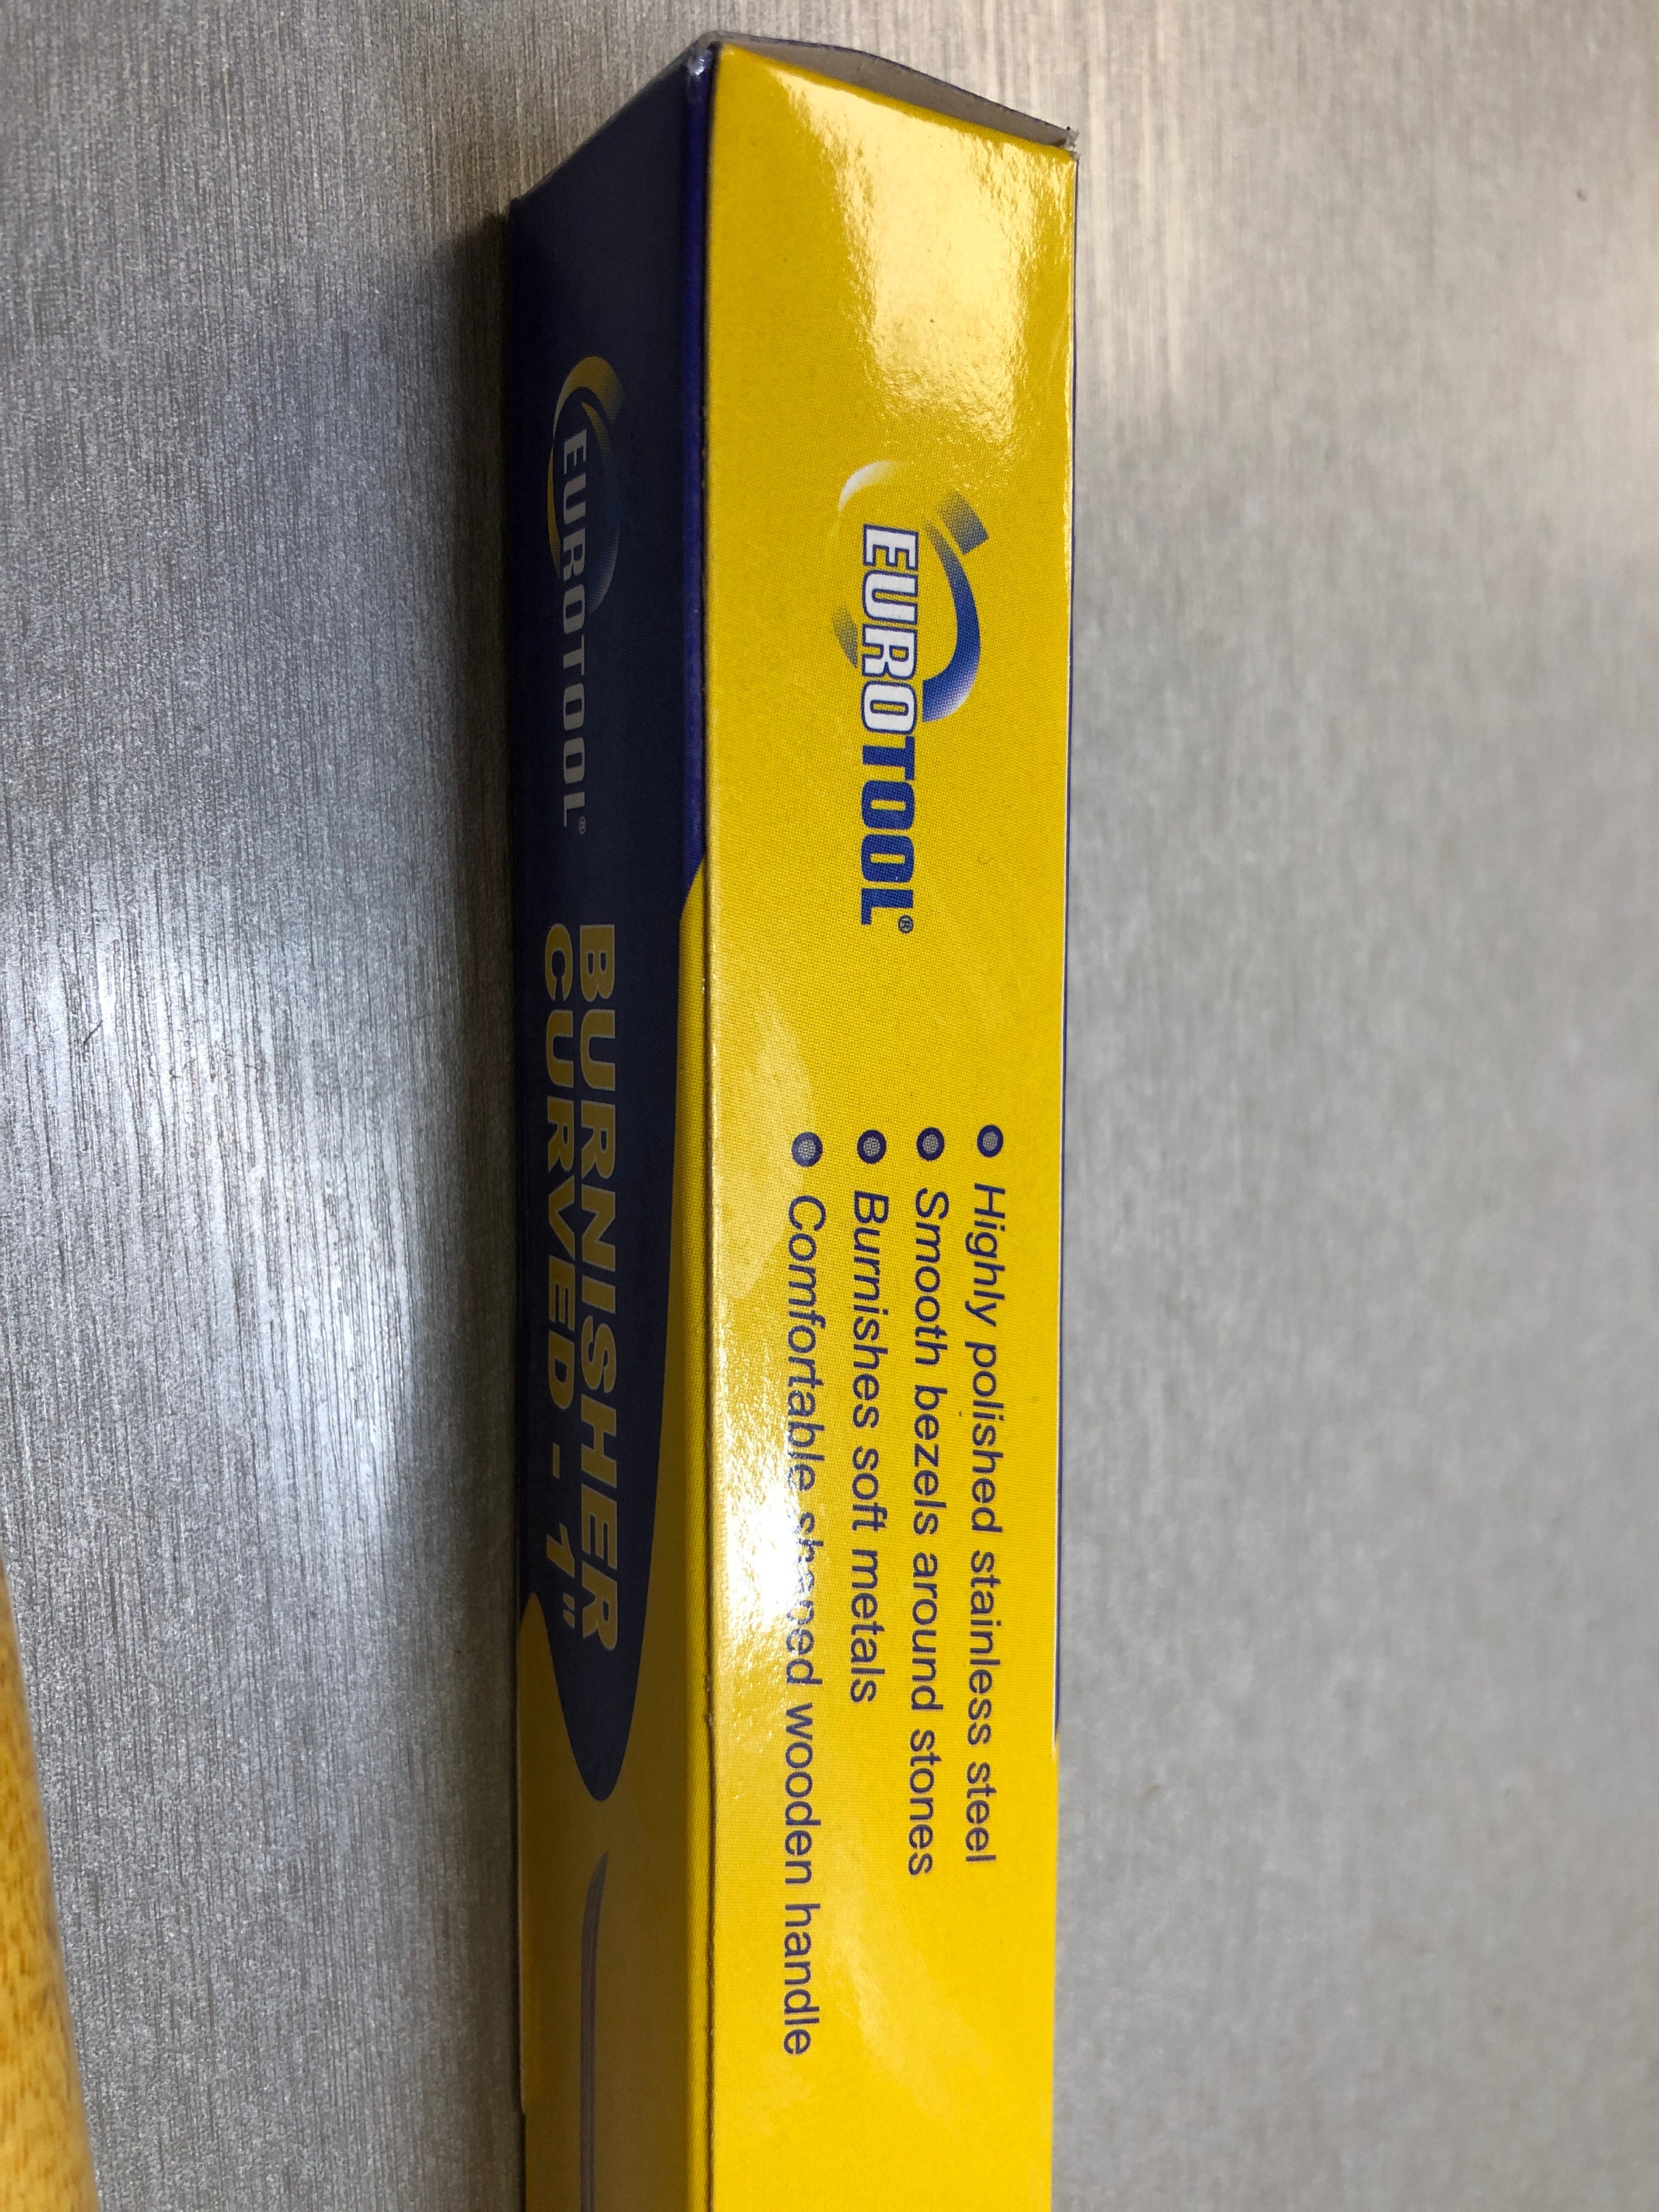 EUROTOOL®
• Highly polished stainless steel
• Smooth bezels around stones
• Burnishes soft metals
• Comfortable shaped wooden handle
EUROTOOL®
BURNISHER
CURVED - 1"